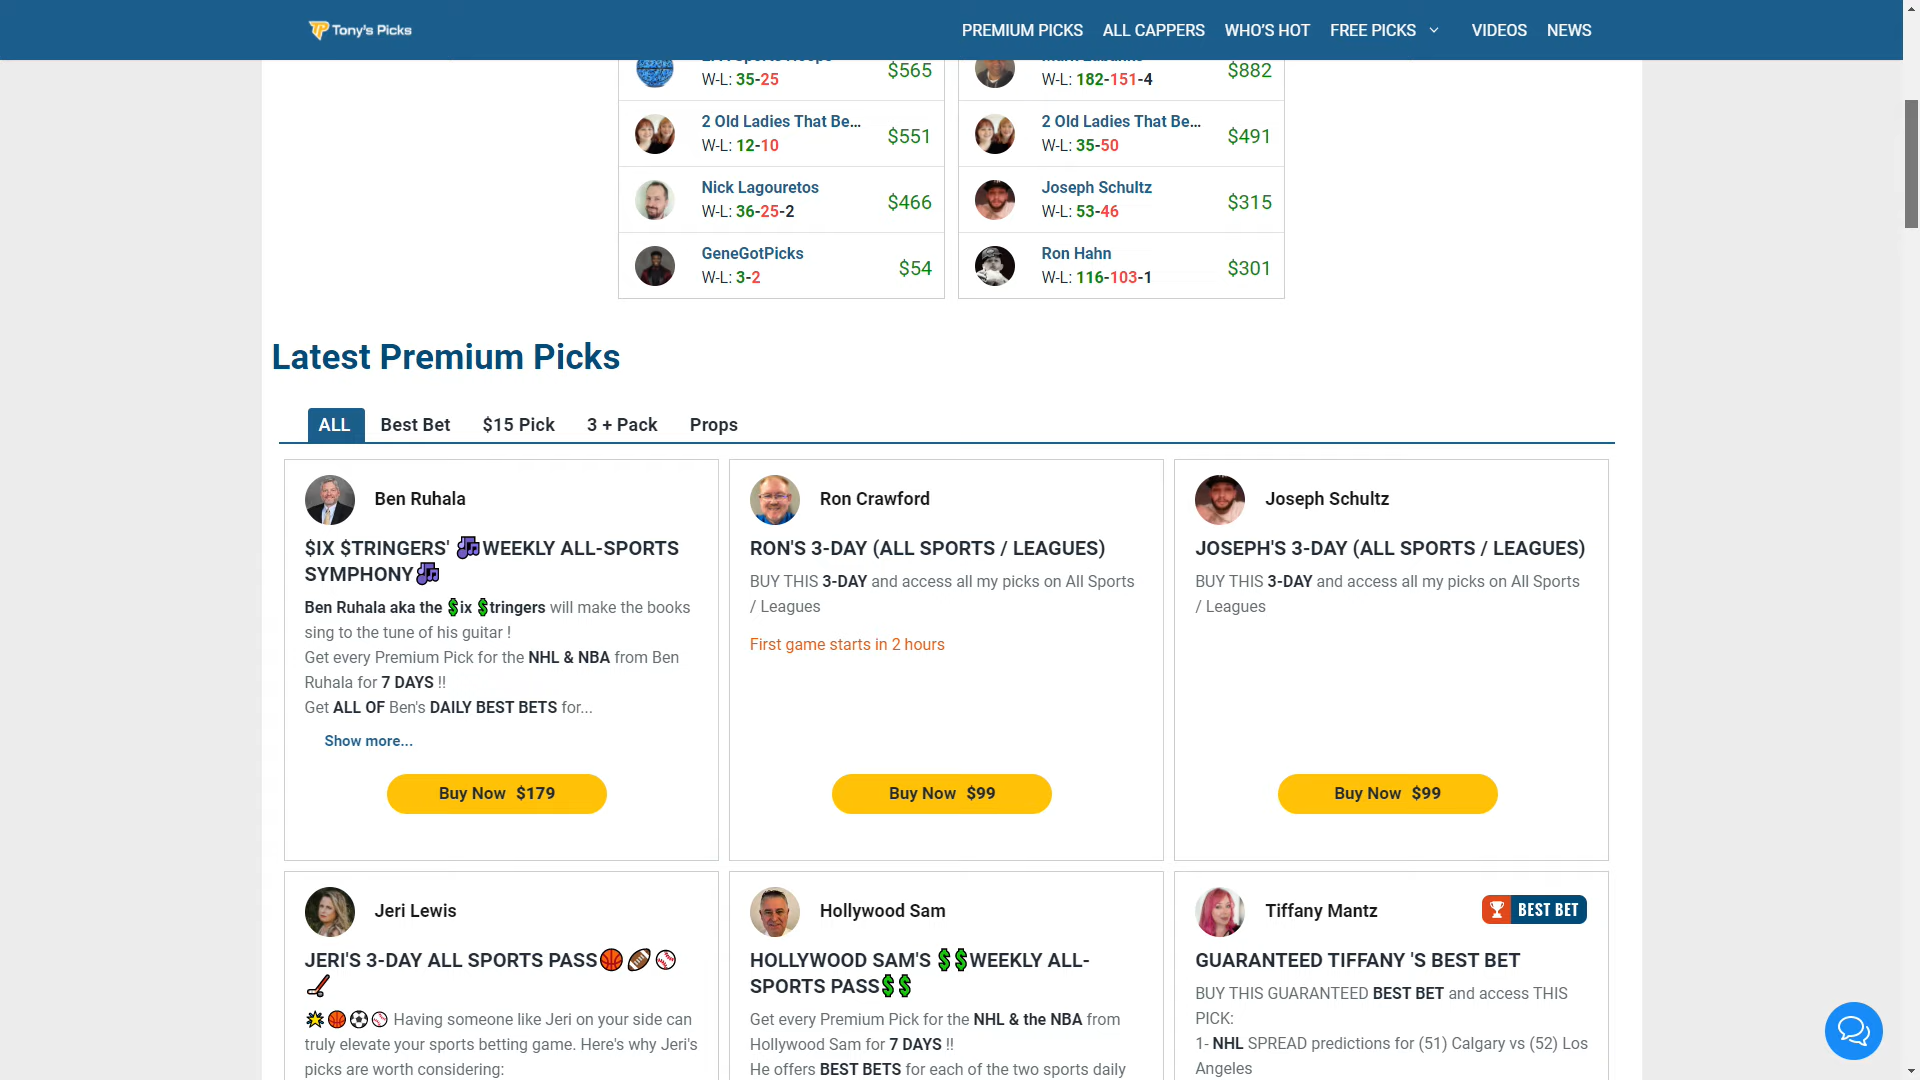 Tony's Picks
PREMIUM PICKS
ALL CAPPERS
WHO'S HOT
FREE PICKS
VIDEOS
NEWS
W-L: 35-25
$565
2 Old Ladies That Be...
W-L: 12-10
$551
Nick Lagouretos
W-L: 36-25-2
$466
GeneGotPicks
W-L: 3-2
$54
W-L: 182-151-4
$882
2 Old Ladies That Be...
W-L: 35-50
$491
Joseph Schultz
W-L: 53-46
$315
Ron Hahn
W-L: 116-103-1
$301
Latest Premium Picks
ALL
Best Bet
$15 Pick
3 + Pack
Props
Ben Ruhala
$IX $TRINGERS' 🎶WEEKLY ALL-SPORTS
SYMPHONY🎶
Ben Ruhala aka the 💲ix 💲tringers will make the books
sing to the tune of his guitar !
Get every Premium Pick for the NHL & NBA from Ben
Ruhala for 7 DAYS !!
Get ALL OF Ben's DAILY BEST BETS for...
Show more...
Buy Now $179
Ron Crawford
RON'S 3-DAY (ALL SPORTS / LEAGUES)
BUY THIS 3-DAY and access all my picks on All Sports
/ Leagues
First game starts in 2 hours
Buy Now $99
Joseph Schultz
JOSEPH'S 3-DAY (ALL SPORTS / LEAGUES)
BUY THIS 3-DAY and access all my picks on All Sports
/ Leagues
Buy Now $99
Jeri Lewis
JERI'S 3-DAY ALL SPORTS PASS🏀🏈⚾
🏒
🌟🏀⚽⚾ Having someone like Jeri on your side can
truly elevate your sports betting game. Here's why Jeri's
picks are worth considering:
Hollywood Sam
HOLLYWOOD SAM'S 💲💲WEEKLY ALL-
SPORTS PASS💲💲
Get every Premium Pick for the NHL & the NBA from
Hollywood Sam for 7 DAYS !!
He offers BEST BETS for each of the two sports daily
Tiffany Mantz
BEST BET
GUARANTEED TIFFANY 'S BEST BET
BUY THIS GUARANTEED BEST BET and access THIS
PICK:
1- NHL SPREAD predictions for (51) Calgary vs (52) Los
Angeles